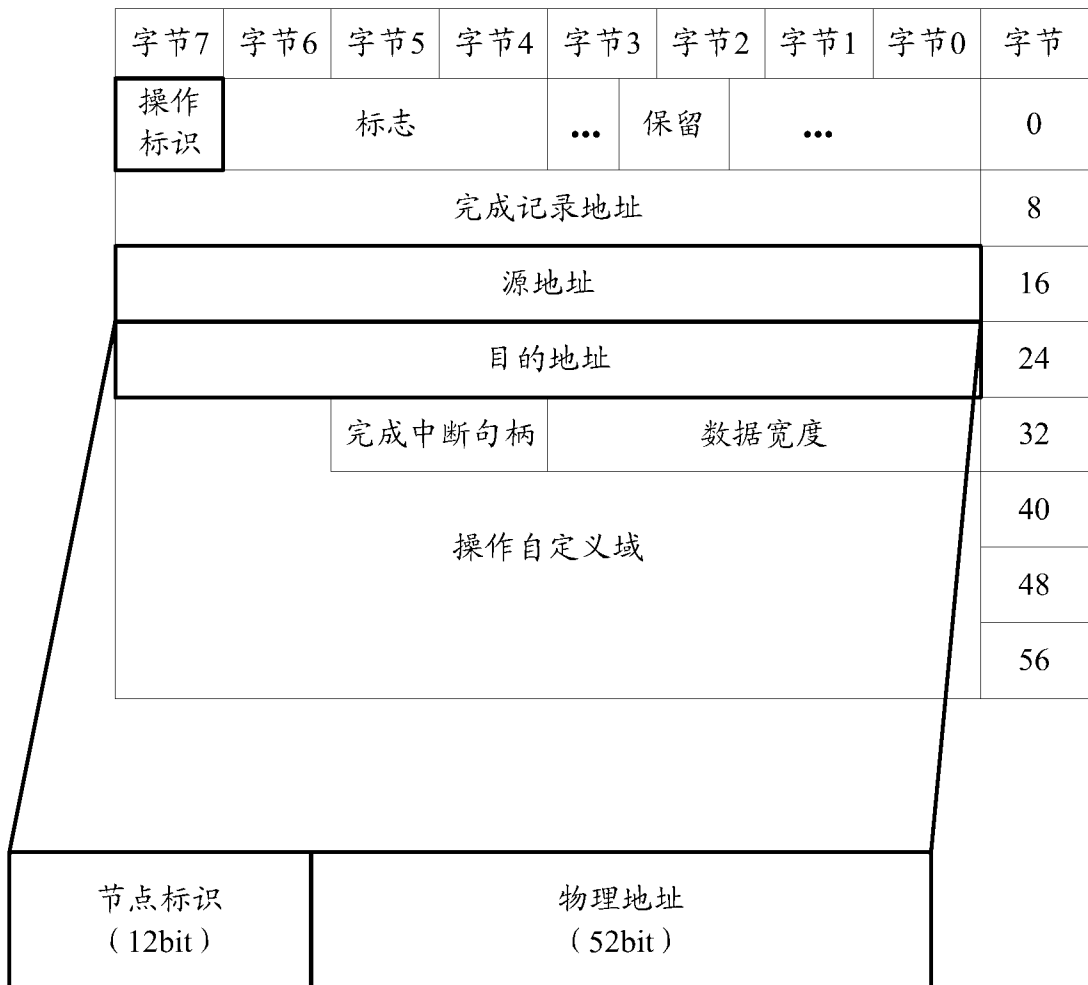 字节7 字节6 字节5 字节4 字节3 字节2 字节1 字节0 字节
操作
标识
标志 ... 保留 ... 0
完成记录地址 8
源地址 16
目的地址 24
完成中断句柄 数据宽度 32
40
操作自定义域
48
56
节点标识
(12bit)
物理地址
(52bit)